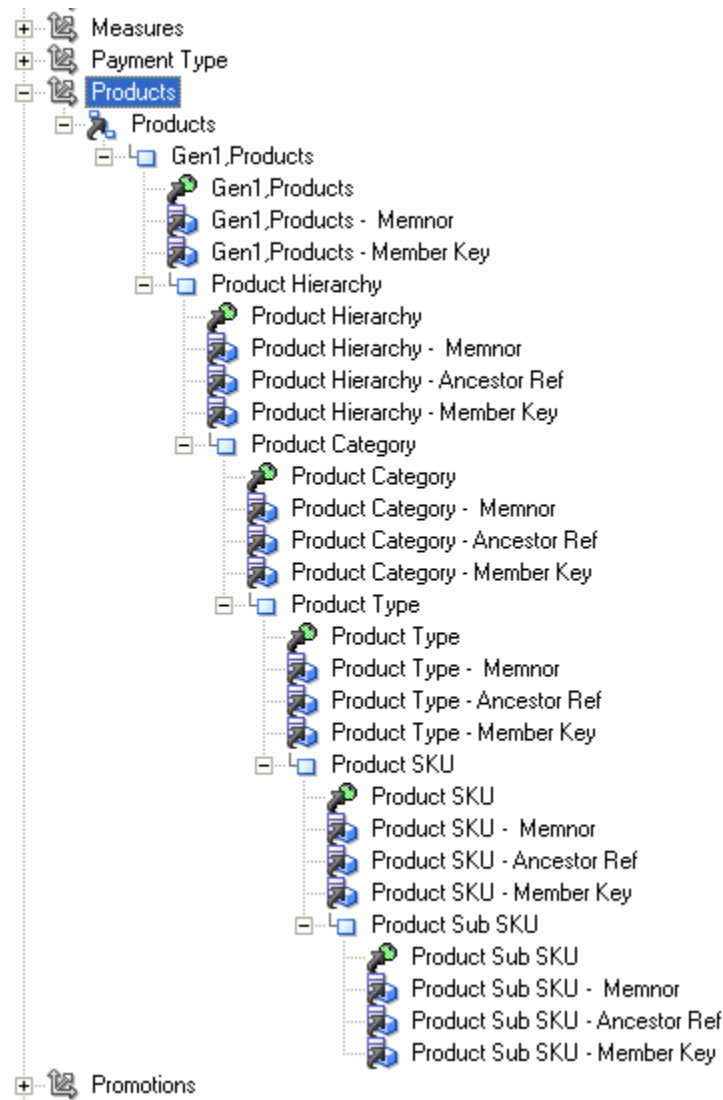 Measures
Payment Type
Products
Products
Gen1,Products
Gen1,Products
Gen1,Products - Memnor
Gen1,Products - Member Key
Product Hierarchy
Product Hierarchy
Product Hierarchy - Memnor
Product Hierarchy - Ancestor Ref
Product Hierarchy - Member Key
Product Category
Product Category
Product Category - Memnor
Product Category - Ancestor Ref
Product Category - Member Key
Product Type
Product Type
Product Type - Memnor
Product Type - Ancestor Ref
Product Type - Member Key
Product SKU
Product SKU
Product SKU - Memnor
Product SKU - Ancestor Ref
Product SKU - Member Key
Product Sub SKU
Product Sub SKU
Product Sub SKU - Memnor
Product Sub SKU - Ancestor Ref
Product Sub SKU - Member Key
Promotions